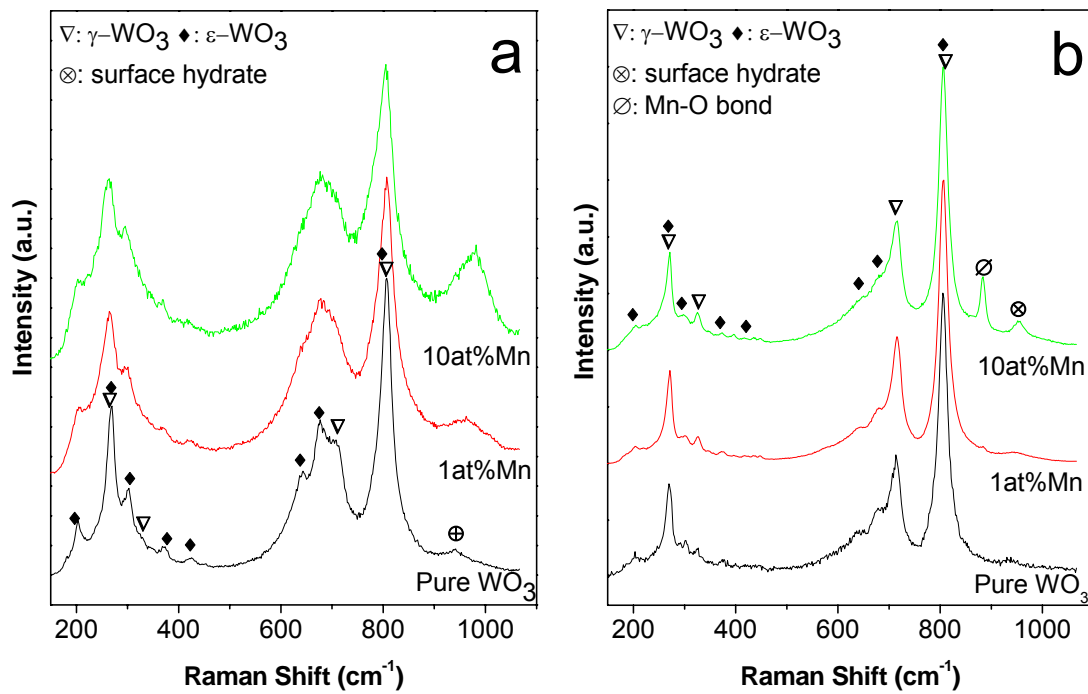 ▽: γ–WO3 ♦: ε–WO3
⊗: surface hydrate
a
10at%Mn
1at%Mn
Pure WO3
Intensity (a.u.)
200 400 600 800 1000
Raman Shift (cm-1)
▽: γ–WO3 ♦: ε–WO3
⊗: surface hydrate
∅: Mn-O bond
b
10at%Mn
1at%Mn
Pure WO3
Intensity (a.u.)
200 400 600 800 1000
Raman Shift (cm-1)